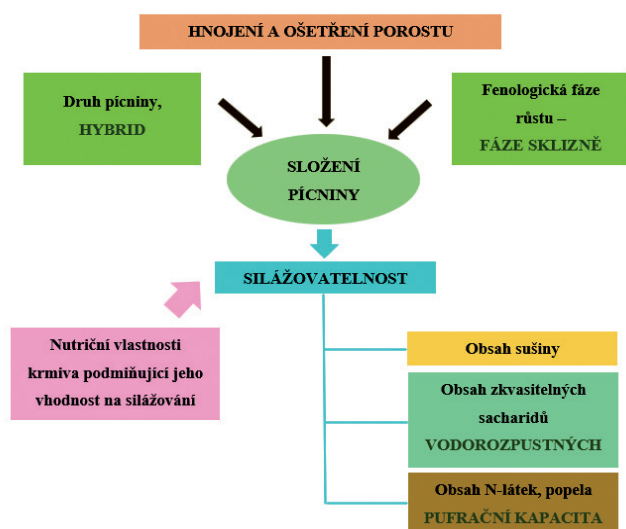 HNOJENÍ A OŠETŘENÍ POROSTU
Druh pícniny,
HYBRID
Fenologická fáze
růstu –
FÁZE SKLIZNĚ
SLOŽENÍ
PÍCNINY
SILÁŽOVATELNOST
Nutriční vlastnosti
krmiva podmiňující jeho
vhodnost na silážování
Obsah sušiny
Obsah zkvasitelných
sacharidů
VODOROZPUSTNÝCH
Obsah N-látek, popela
PUFRAČNÍ KAPACITA